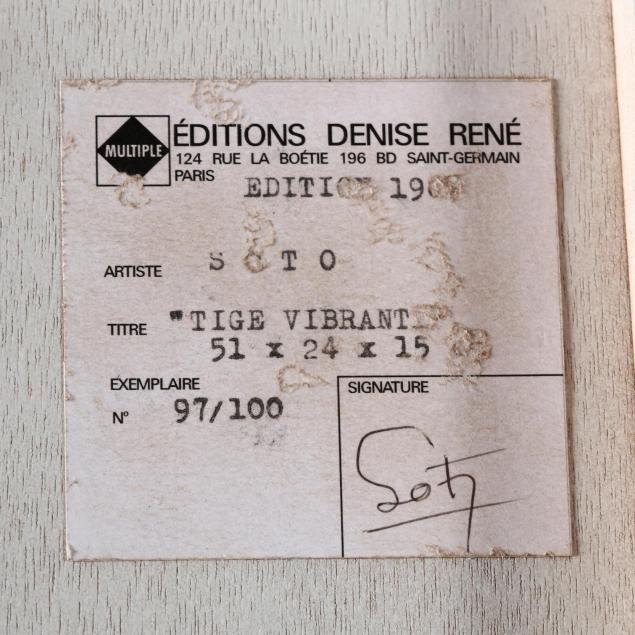 MULTIPLE
ÉDITIONS DENISE RENÉ
124 RUE LA BOÉTIE 196 BD SAINT-GERMAIN
PARIS
ARTISTE SOTO
TITRE "TIGE
51 x 24 x 15
EXEMPLAIRE
N° 97/100
SIGNATURE
Soto